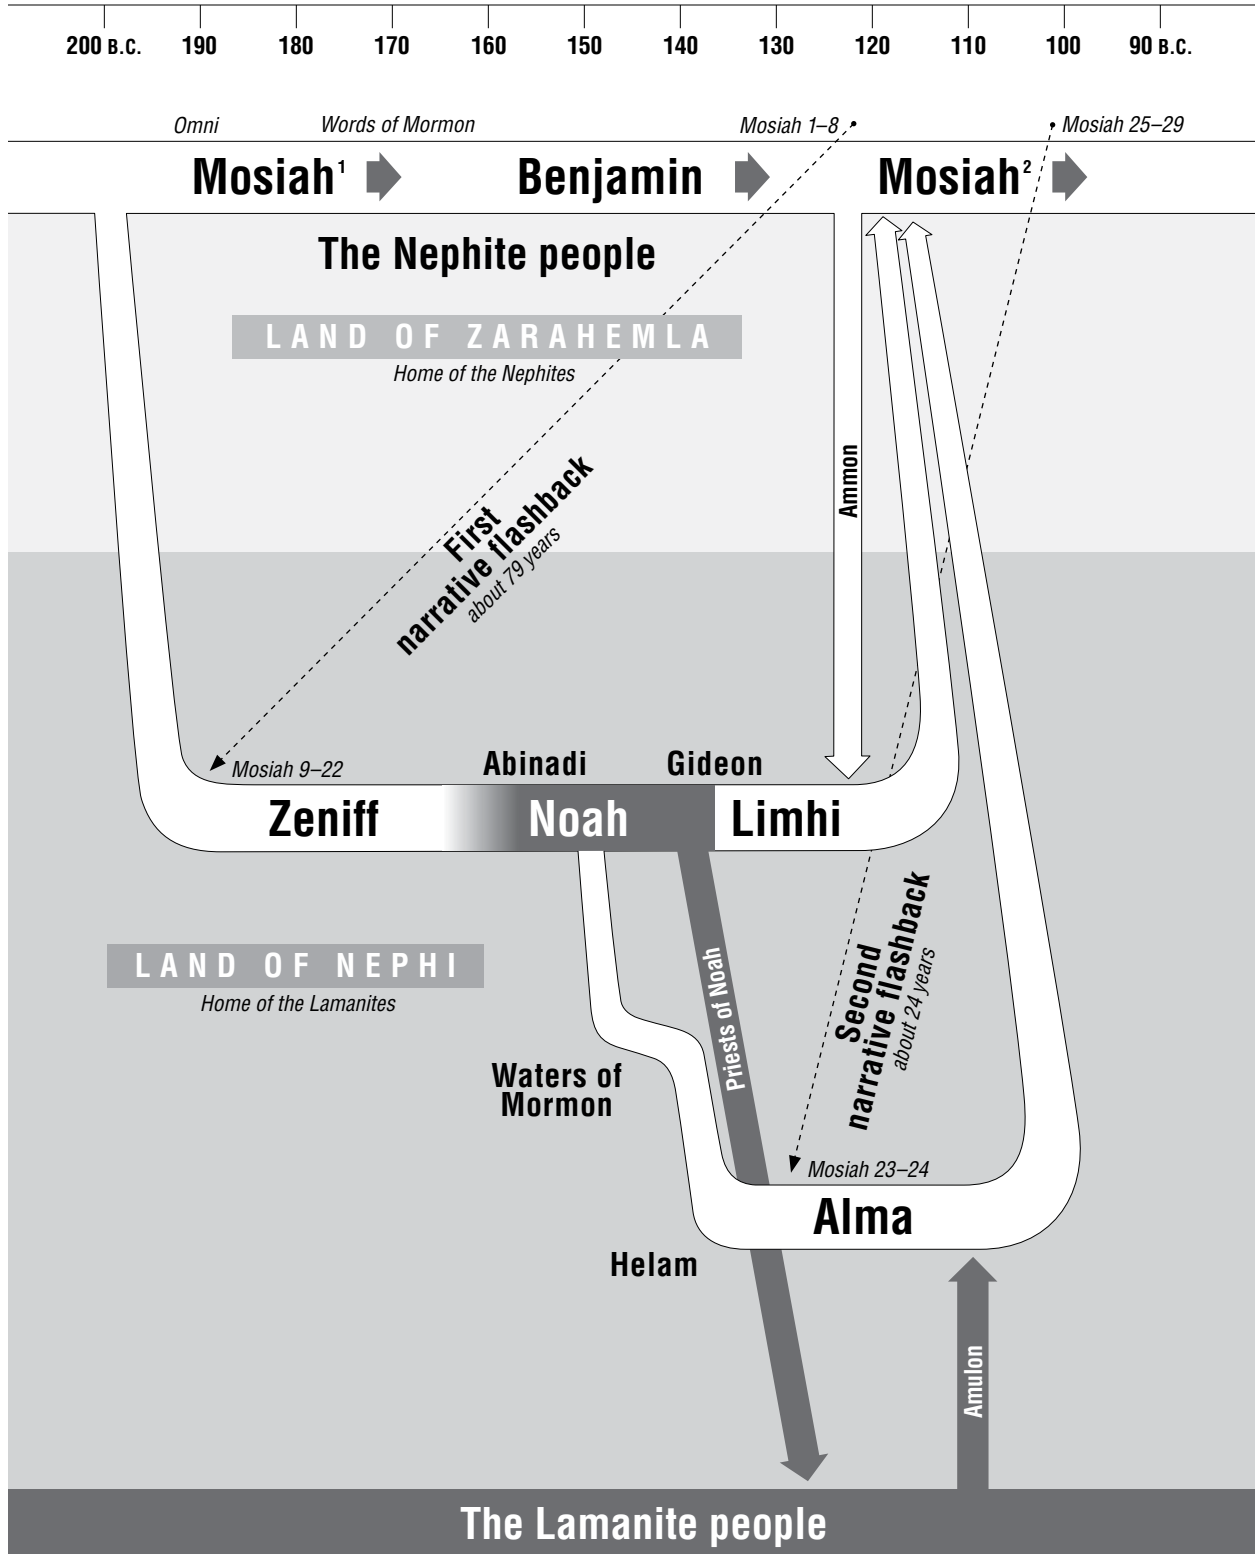 200 B.C. 190 180 170 160 150 140 130 120 110 100 90 B.C.
Omni Words of Mormon Mosiah 1–8 Mosiah 25–29
Mosiah¹ Benjamin Mosiah²
The Nephite people
LAND OF ZARAHEMLA
Home of the Nephites
Ammon
First
narrative flashback
about 79 years
Mosiah 9–22
Abinadi Gideon
Zeniff Noah Limhi
LAND OF NEPHI
Home of the Lamanites
Priests of Noah
Second
narrative flashback
about 24 years
Waters of
Mormon
Mosiah 23–24
Alma
Helam
Amulon
The Lamanite people